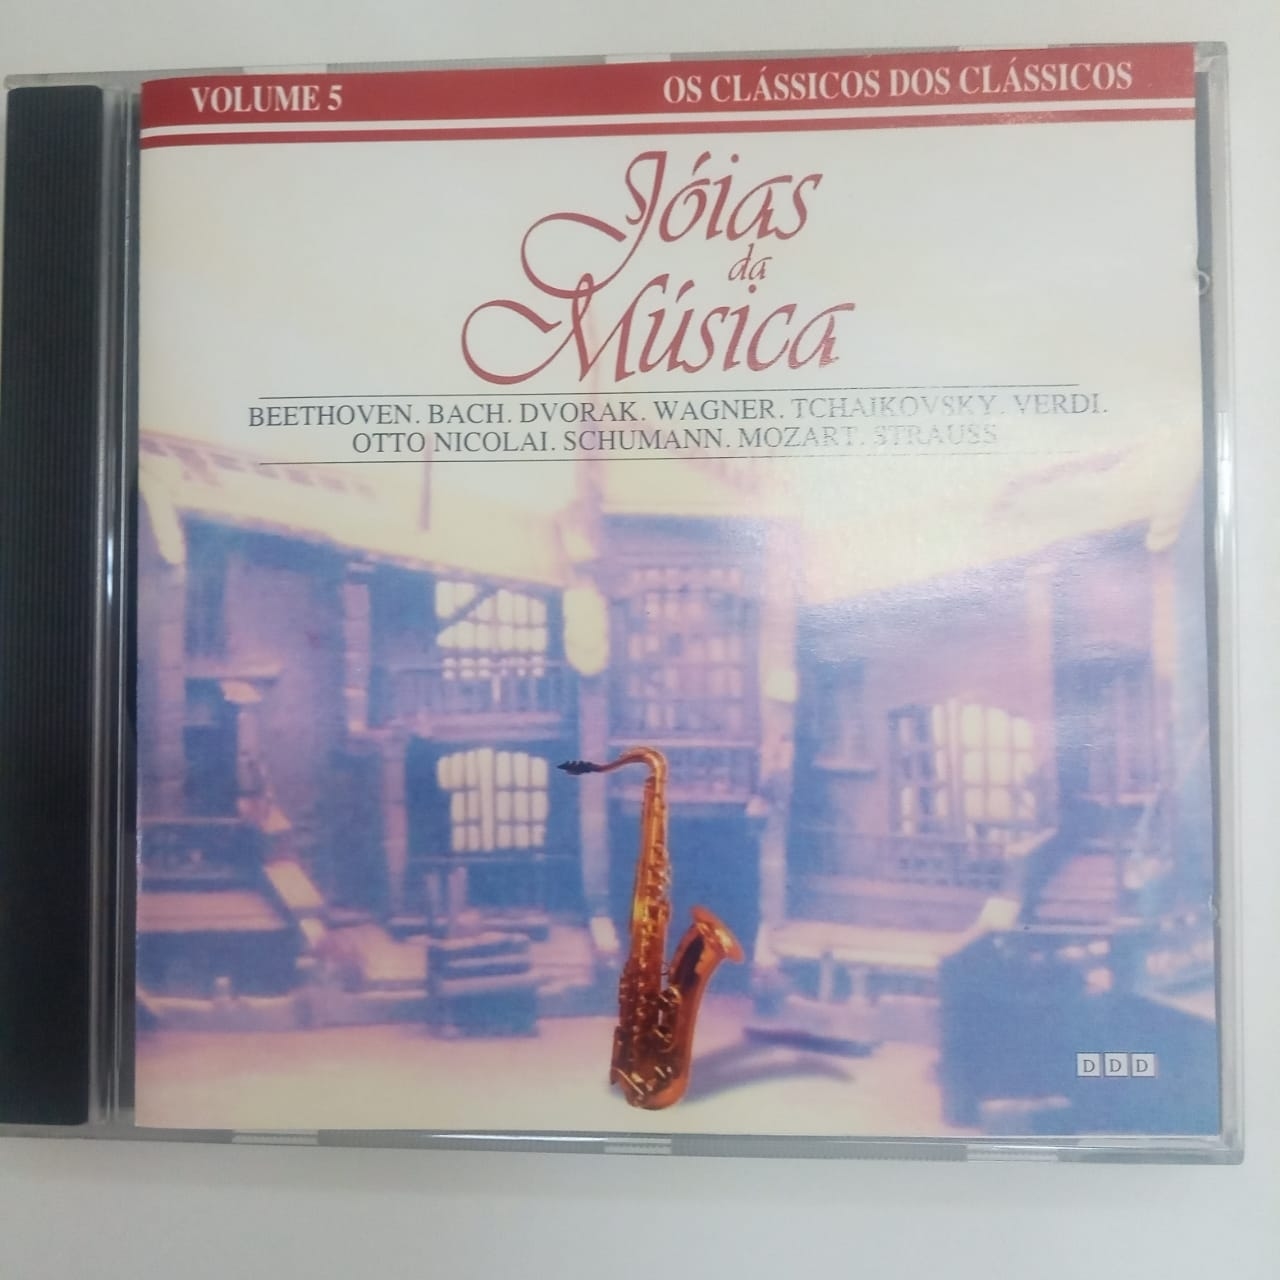 VOLUME 5
OS CLÁSSICOS DOS CLÁSSICOS
Jóias
da
Música
BEETHOVEN. BACH. DVORAK. WAGNER. TCHAIKOVSKY. VERDI.
OTTO NICOLAI. SCHUMANN. MOZART. STRAUSS
D D D